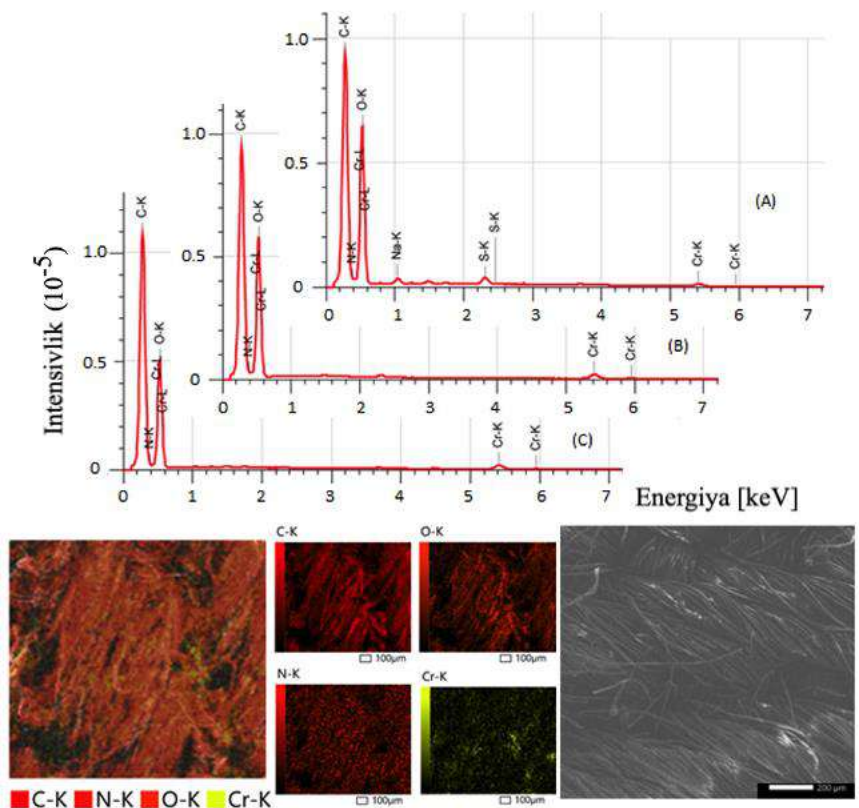 Intensivlik (10⁻⁵)
1.0
0.5
0
C-K
N-K
O-K
Cr-L
Cr-L
Na-K
S-K
S-K
Cr-K
Cr-K
(A)
0 1 2 3 4 5 6 7
1.0
0.5
0
C-K
N-K
O-K
Cr-L
Cr-L
Cr-K
Cr-K
(B)
0 1 2 3 4 5 6 7
1.0
0.5
0
C-K
N-K
O-K
Cr-L
Cr-L
Cr-K
Cr-K
(C)
0 1 2 3 4 5 6 7
Energiya [keV]
C-K
100µm
O-K
100µm
N-K
100µm
Cr-K
100µm
C-K N-K O-K Cr-K
200 µm